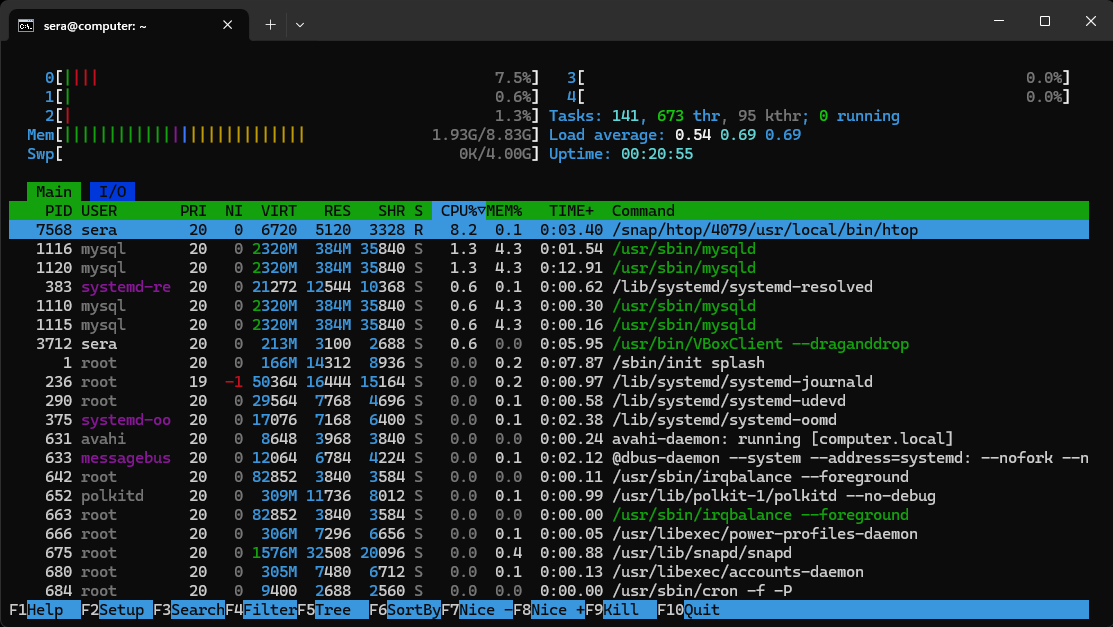 sera@computer: ~
0[|||| 7.5%] 3[ 0.0%]
1[| 0.6%] 4[ 0.0%]
2[| 1.3%] Tasks: 141, 673 thr, 95 kthr; 0 running
Mem[||||||||||||||||||||||||||| 1.93G/8.83G] Load average: 0.54 0.69 0.69
Swp[ 0K/4.00G] Uptime: 00:20:55
Main I/O
PID USER PRI NI VIRT RES SHR S CPU%▽MEM% TIME+ Command
7568 sera 20 0 6720 5120 3328 R 8.2 0.1 0:03.40 /snap/htop/4079/usr/local/bin/htop
1116 mysql 20 0 2320M 384M 35840 S 1.3 4.3 0:01.54 /usr/sbin/mysqld
1120 mysql 20 0 2320M 384M 35840 S 1.3 4.3 0:12.91 /usr/sbin/mysqld
383 systemd-re 20 0 21272 12544 10368 S 0.6 0.1 0:00.62 /lib/systemd/systemd-resolved
1110 mysql 20 0 2320M 384M 35840 S 0.6 4.3 0:00.30 /usr/sbin/mysqld
1115 mysql 20 0 2320M 384M 35840 S 0.6 4.3 0:00.16 /usr/sbin/mysqld
3712 sera 20 0 213M 3100 2688 S 0.6 0.0 0:05.95 /usr/bin/VBoxClient --draganddrop
1 root 20 0 166M 14312 8936 S 0.0 0.2 0:07.87 /sbin/init splash
236 root 19 -1 50364 16444 15164 S 0.0 0.2 0:00.97 /lib/systemd/systemd-journald
290 root 20 0 29564 7768 4696 S 0.0 0.1 0:00.58 /lib/systemd/systemd-udevd
375 systemd-oo 20 0 17076 7168 6400 S 0.0 0.1 0:02.38 /lib/systemd/systemd-oomd
631 avahi 20 0 8648 3968 3840 S 0.0 0.0 0:00.24 avahi-daemon: running [computer.local]
633 messagebus 20 0 12064 6784 4224 S 0.0 0.1 0:02.12 @dbus-daemon --system --address=systemd: --nofork --n
642 root 20 0 82852 3840 3584 S 0.0 0.0 0:00.11 /usr/sbin/irqbalance --foreground
652 polkitd 20 0 309M 11736 8012 S 0.0 0.1 0:00.99 /usr/lib/polkit-1/polkitd --no-debug
663 root 20 0 82852 3840 3584 S 0.0 0.0 0:00.00 /usr/sbin/irqbalance --foreground
666 root 20 0 306M 7296 6656 S 0.0 0.1 0:00.05 /usr/libexec/power-profiles-daemon
675 root 20 0 1576M 32508 20096 S 0.0 0.4 0:00.88 /usr/lib/snapd/snapd
680 root 20 0 305M 7480 6712 S 0.0 0.1 0:00.13 /usr/libexec/accounts-daemon
684 root 20 0 9400 2688 2560 S 0.0 0.0 0:00.00 /usr/sbin/cron -f -P
F1Help F2Setup F3SearchF4FilterF5Tree F6SortByF7Nice -F8Nice +F9Kill F10Quit